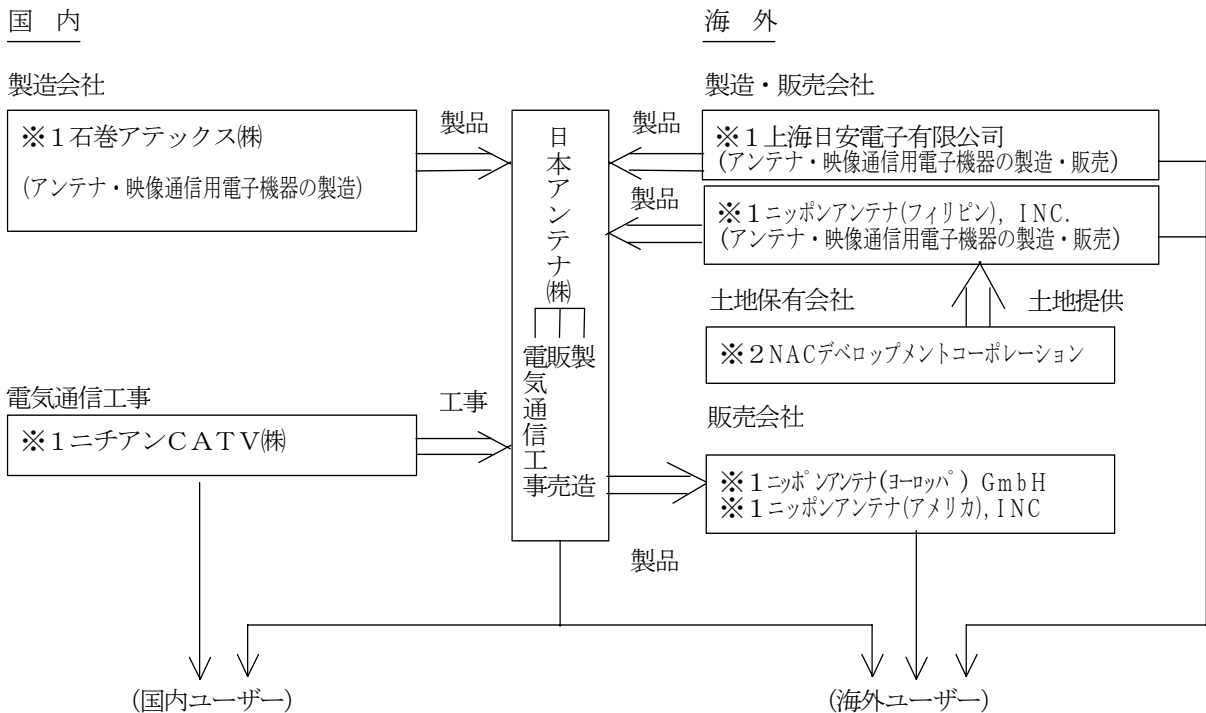 国　内
製造会社
※１石巻アテックス㈱
(アンテナ・映像通信用電子機器の製造)
製品
電気通信工事
※１ニチアンＣＡＴＶ㈱
工事
日本アンテナ㈱
製造
販売
電気通信工事
海　外
製造・販売会社
製品
※１上海日安電子有限公司
(アンテナ・映像通信用電子機器の製造・販売)
製品
※１ニッポンアンテナ(フィリピン), ＩＮＣ.
(アンテナ・映像通信用電子機器の製造・販売)
土地保有会社
土地提供
※２ＮＡＣデベロップメントコーポレーション
販売会社
※１ニッポンアンテナ(ヨーロッパ) ＧｍｂＨ
※１ニッポンアンテナ(アメリカ), ＩＮＣ
製品
(国内ユーザー)
(海外ユーザー)